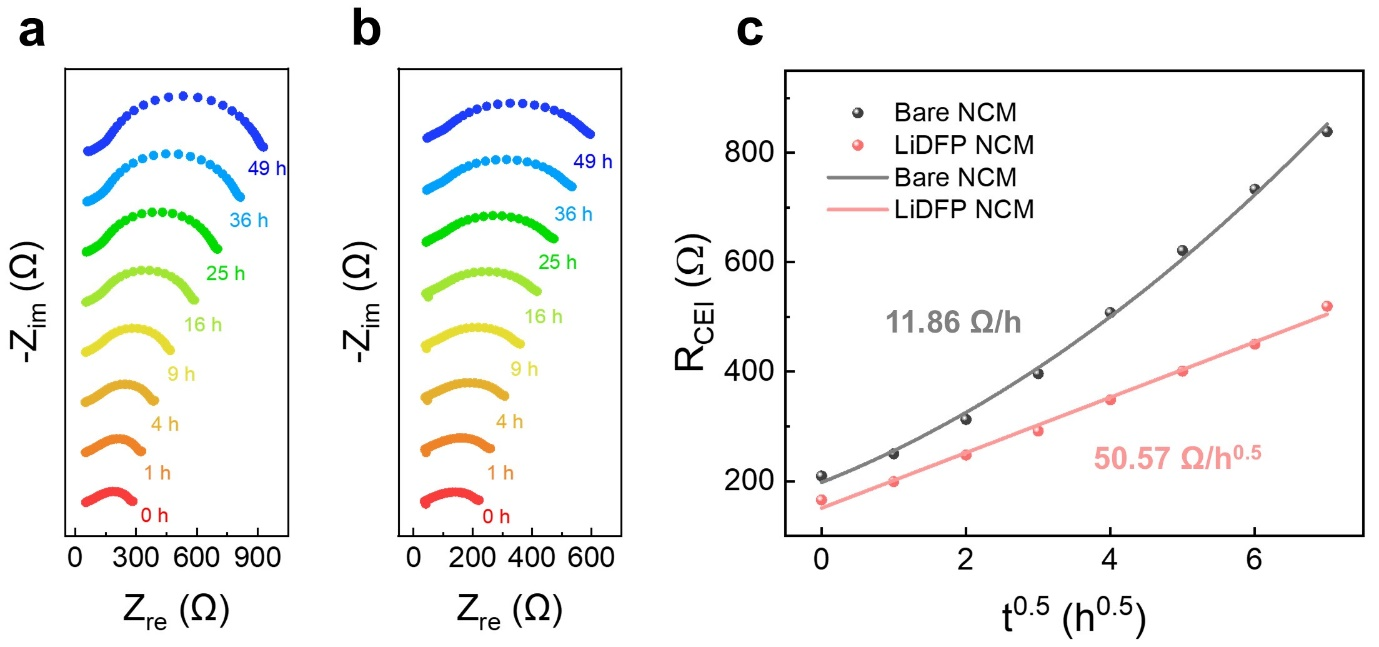 a
-Z_im (Ω)
49 h
36 h
25 h
16 h
9 h
4 h
1 h
0 h
0 300 600 900
Z_re (Ω)
b
-Z_im (Ω)
49 h
36 h
25 h
16 h
9 h
4 h
1 h
0 h
0 200 400 600
Z_re (Ω)
c
R_CEI (Ω)
800
600
400
200
Bare NCM
LiDFP NCM
Bare NCM
LiDFP NCM
11.86 Ω/h
50.57 Ω/h^0.5
0 2 4 6
t^0.5 (h^0.5)